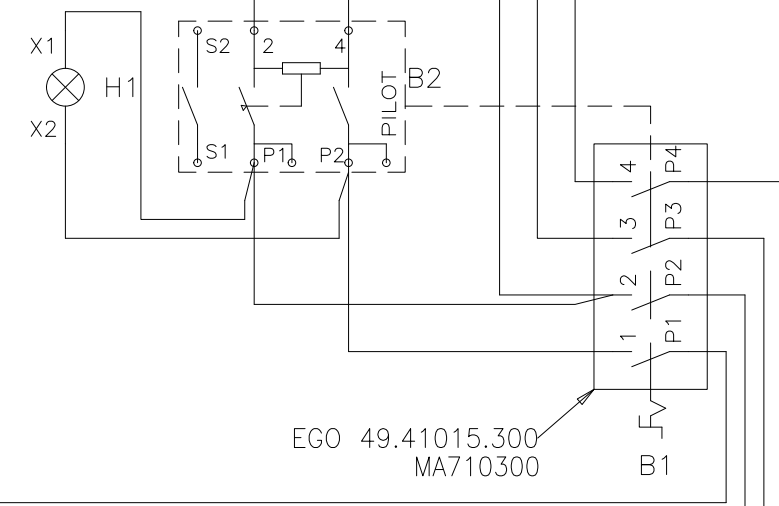 X1
H1
X2
S2
2
4
B2
PILOT
S1
P1
P2
4
P4
3
P3
2
P2
1
P1
EGO 49.41015.300
MA710300
B1